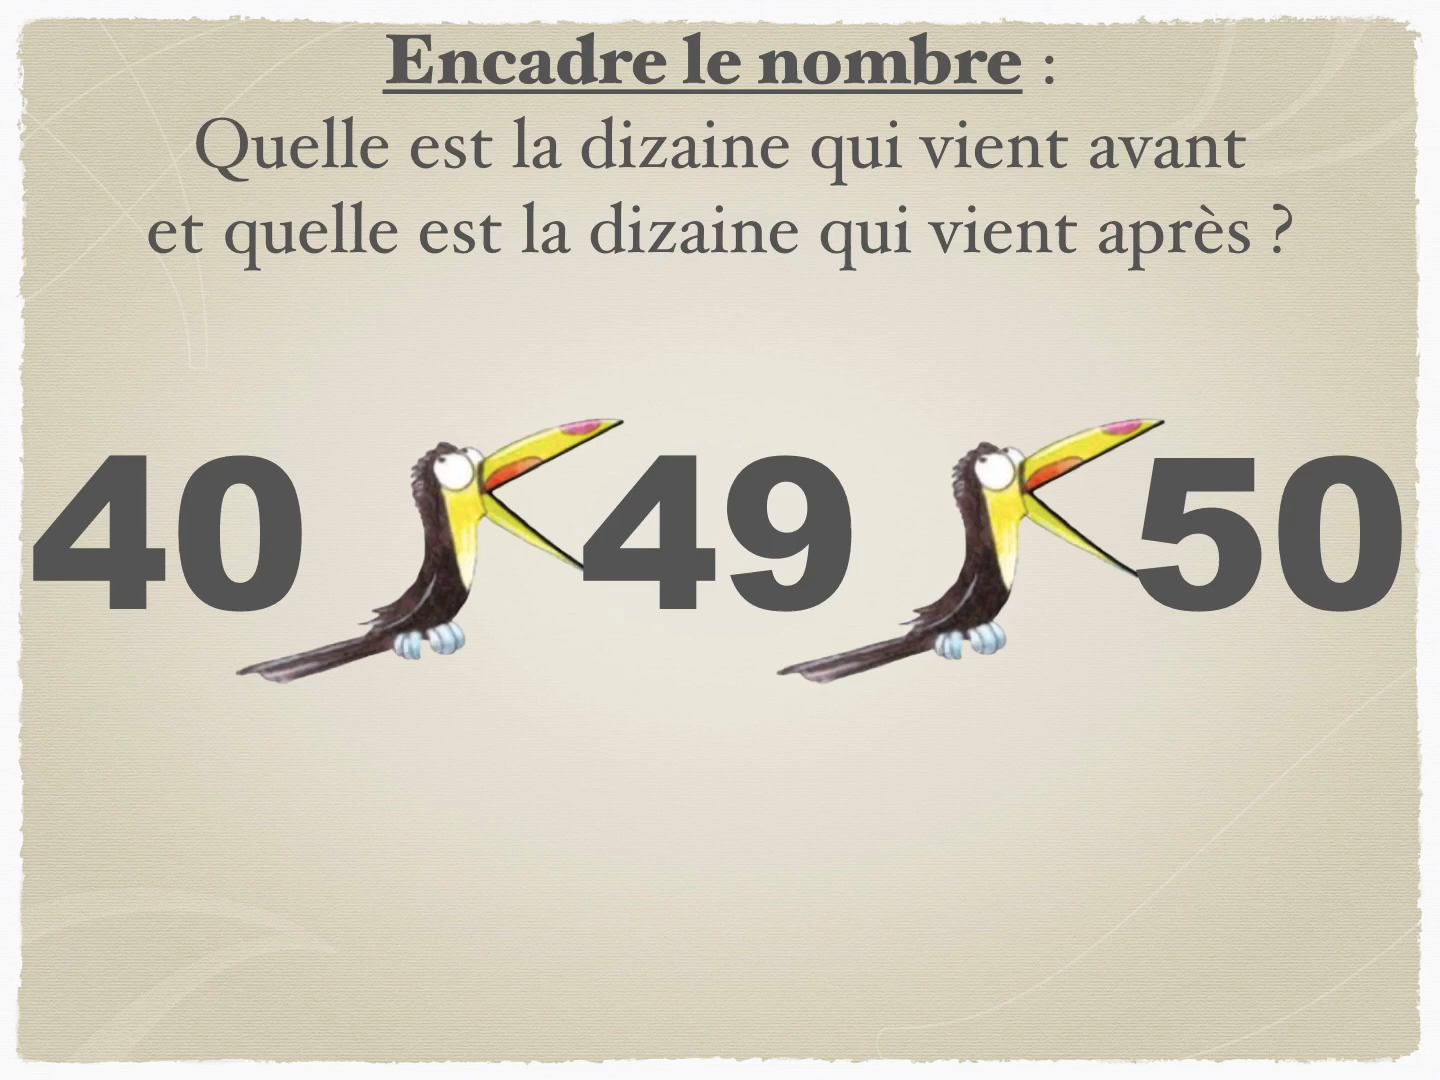 Encadre le nombre :
Quelle est la dizaine qui vient avant
et quelle est la dizaine qui vient après ?
40 49 50